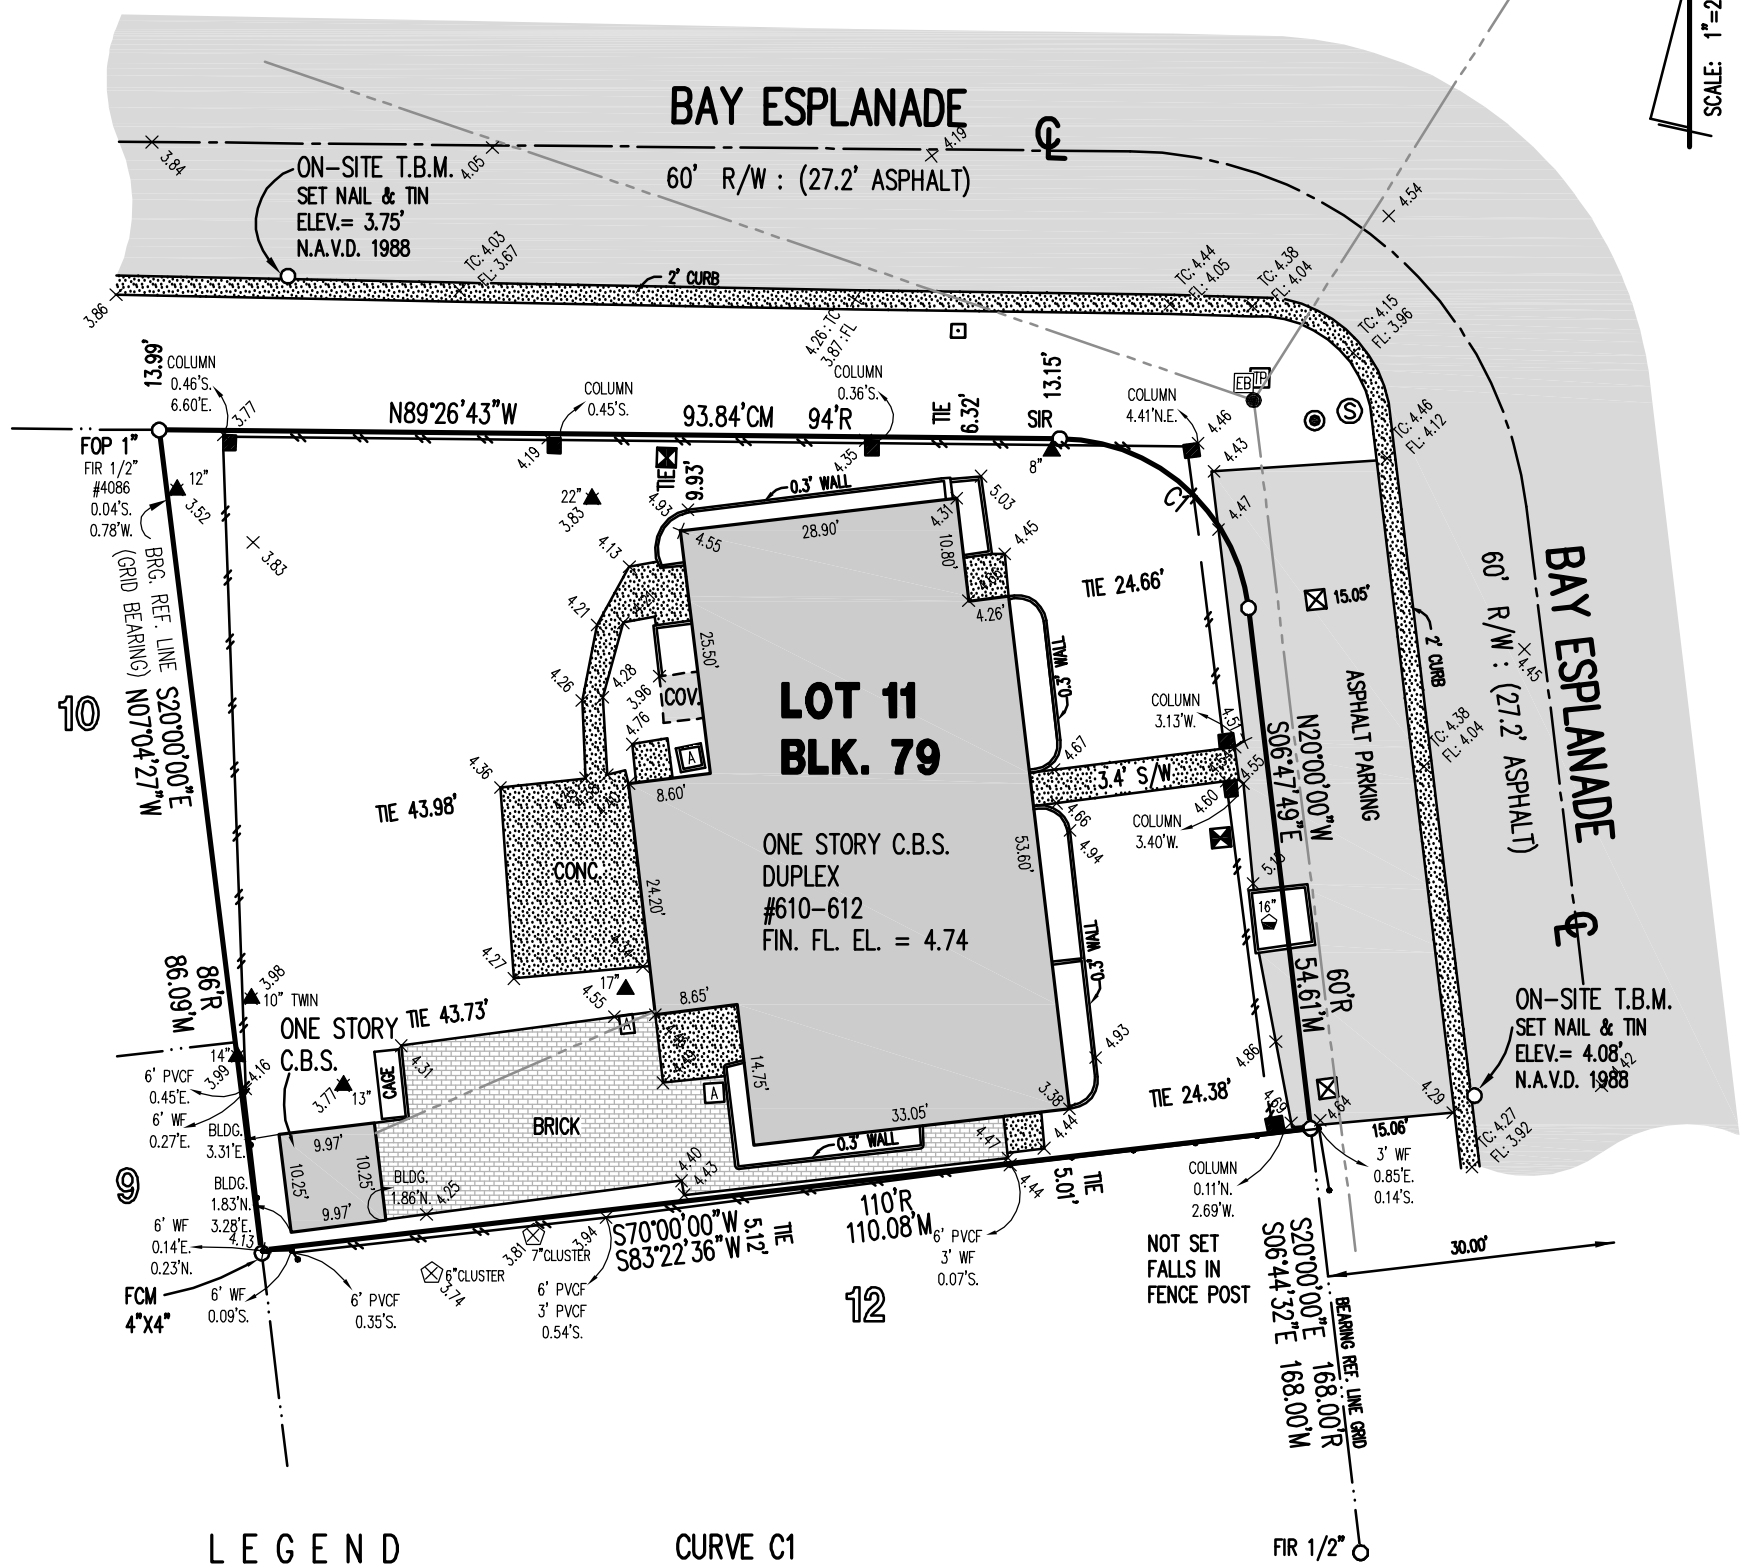 SCALE: 1"=2
BAY ESPLANADE
60' R/W : (27.2' ASPHALT)
3.84
4.05
4.19
4.54
ON-SITE T.B.M.
SET NAIL & TIN
ELEV.= 3.75'
N.A.V.D. 1988
TC: 4.03
FL: 3.67
2' CURB
TC: 4.44
FL: 4.05
TC: 4.38
FL: 4.04
TC: 4.15
FL: 3.96
3.86
4.26 : TC
3.87 : FL
13.99'
COLUMN
0.46'S.
6.60'E.
3.77
COLUMN
0.45'S.
COLUMN
0.36'S.
13.15'
COLUMN
4.41'N.E.
EB
TP
S
4.46
4.43
TC: 4.46
FL: 4.12
N89°26'43"W
93.84'CM
94'R
TIE
6.32'
SIR
FOP 1"
FIR 1/2"
#4086
0.04'S.
0.78'W.
12"
3.52
3.83
4.19
TIE
9.93'
4.35
8"
C1
4.47
22"
3.83
4.93
0.3' WALL
5.03
4.55
28.90'
4.31
10.80'
4.45
4.13
4.21
4.26'
TIE 24.66'
15.05'
BRG. REF. LINE
(GRID BEARING)
S20°00'00"E
N07°04'27"W
25.50'
4.26
4.28
3.96
4.76
COV.
A
LOT 11
BLK. 79
0.3' WALL
COLUMN
3.13'W.
4.67
3.4' S/W
4.55
4.60
COLUMN
3.40'W.
N20°00'00"W
S06°47'49"E
ASPHALT PARKING
2' CURB
TC: 4.38
FL: 4.04
60' R/W : (27.2' ASPHALT)
BAY ESPLANADE
4.45
10
4.36
TIE 43.98'
8.60'
CONC.
24.20'
ONE STORY C.B.S.
DUPLEX
#610-612
FIN. FL. EL. = 4.74
53.60'
4.66
4.94
0.3' WALL
16"
60'R
54.61'M
86'R
86.09'M
3.98
10" TWIN
4.27
17"
4.55
8.65'
A
ONE STORY
C.B.S.
TIE 43.73'
14"
3.99
4.16
6' PVCF
0.45'E.
6' WF
0.27'E.
3.77
13"
CAGE
4.31
A
14.75'
4.93
3.38
4.86
TIE 24.38'
4.69
4.64
4.29
ON-SITE T.B.M.
SET NAIL & TIN
ELEV.= 4.08'
N.A.V.D. 1988
4.42
TC: 4.27
FL: 3.92
BLDG.
3.31'E.
9.97'
BRICK
33.05'
0.3' WALL
4.47
4.44
15.06'
3' WF
0.85'E.
0.14'S.
9
10.25'
10.25'
BLDG.
1.86'N.
4.40
4.43
BLDG.
1.83'N.
3.28'E.
9.97'
4.25
4.44
5.01'
TIE
COLUMN
0.11'N.
2.69'W.
6' WF
0.14'E.
0.23'N.
4.13
3.81
7"CLUSTER
3.94
S70°00'00"W
S83°22'36"W
5.12'
TIE
110'R
110.08'M
6' PVCF
3' WF
0.07'S.
NOT SET
FALLS IN
FENCE POST
30.00'
FCM
4"X4"
6' WF
0.09'S.
6' PVCF
0.35'S.
6"CLUSTER
3.74
6' PVCF
3' PVCF
0.54'S.
12
S20°00'00"E 168.00'R
S06°44'32"E 168.00'M
BEARING REF. LINE GRID
FIR 1/2"
LEGEND
CURVE C1